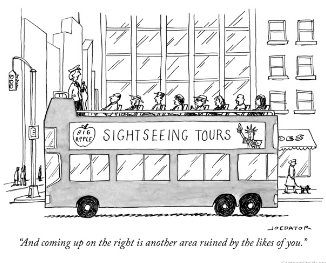 BIG
APPLE
SIGHTSEEING TOURS
JOEDATOR
"And coming up on the right is another area ruined by the likes of you."